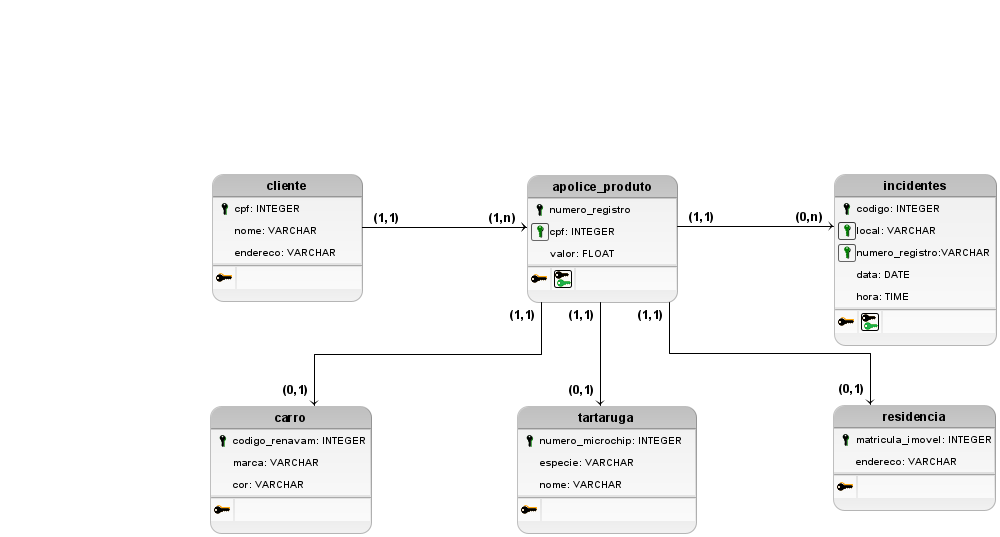 cliente
cpf: INTEGER
nome: VARCHAR
endereco: VARCHAR
(1,1)
(1,n)
apolice_produto
numero_registro
cpf: INTEGER
valor: FLOAT
(1,1)
(0,n)
incidentes
codigo: INTEGER
local: VARCHAR
numero_registro:VARCHAR
data: DATE
hora: TIME
(1,1)
(1,1)
(1,1)
(0,1)
(0,1)
(0,1)
carro
codigo_renavam: INTEGER
marca: VARCHAR
cor: VARCHAR
tartaruga
numero_microchip: INTEGER
especie: VARCHAR
nome: VARCHAR
residencia
matricula_imovel: INTEGER
endereco: VARCHAR